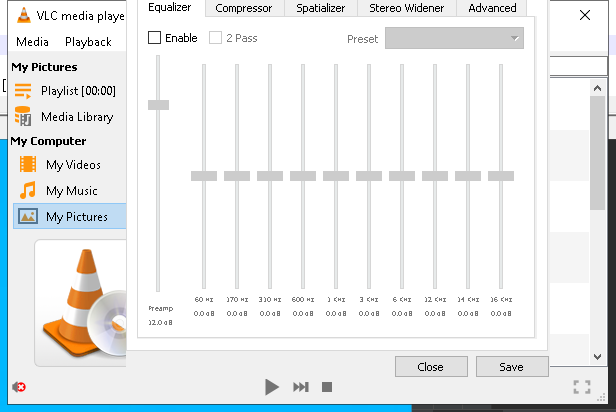 VLC media playe
Media Playback
My Pictures
Playlist [00:00]
Media Library
My Computer
My Videos
My Music
My Pictures
Equalizer Compressor Spatializer Stereo Widener Advanced
Enable 2 Pass Preset
Preamp
12.0 dB
60 Hz 170 Hz 310 Hz 600 Hz 1 KHz 3 KHz 6 KHz 12 KHz 14 KHz 16 KHz
0.0 dB 0.0 dB 0.0 dB 0.0 dB 0.0 dB 0.0 dB 0.0 dB 0.0 dB 0.0 dB 0.0 dB
Close Save